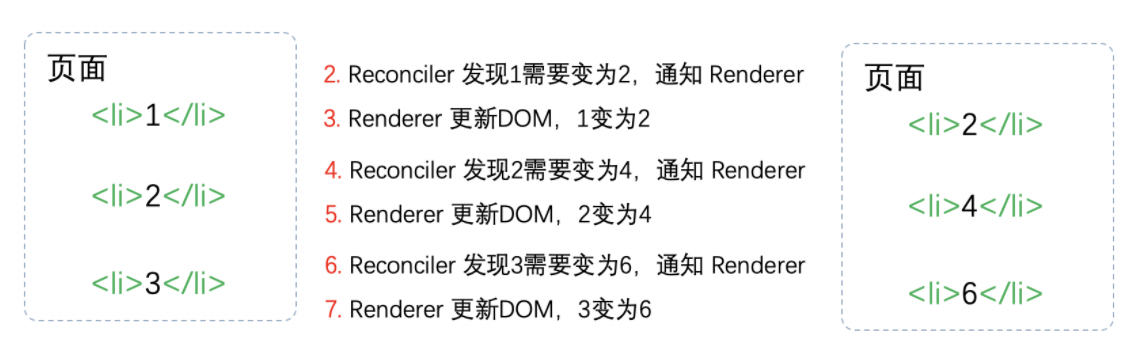 页面
<li>1</li>
<li>2</li>
<li>3</li>
2. Reconciler 发现1需要变为2，通知 Renderer
3. Renderer 更新DOM，1变为2
4. Reconciler 发现2需要变为4，通知 Renderer
5. Renderer 更新DOM，2变为4
6. Reconciler 发现3需要变为6，通知 Renderer
7. Renderer 更新DOM，3变为6
页面
<li>2</li>
<li>4</li>
<li>6</li>